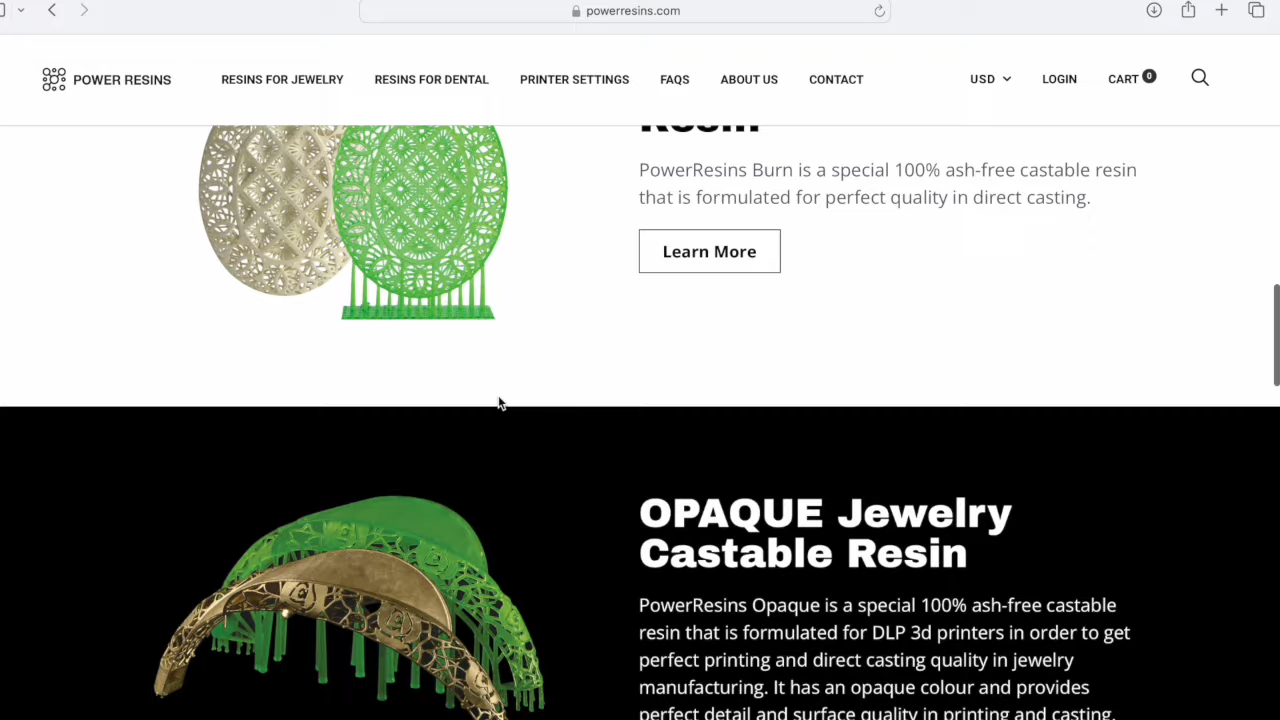 powerresins.com
POWER RESINS
RESINS FOR JEWELRY
RESINS FOR DENTAL
PRINTER SETTINGS
FAQS
ABOUT US
CONTACT
USD
LOGIN
CART 0
Resin
PowerResins Burn is a special 100% ash-free castable resin
that is formulated for perfect quality in direct casting.
Learn More
OPAQUE Jewelry
Castable Resin
PowerResins Opaque is a special 100% ash-free castable
resin that is formulated for DLP 3d printers in order to get
perfect printing and direct casting quality in jewelry
manufacturing. It has an opaque colour and provides
perfect detail and surface quality in printing and casting.